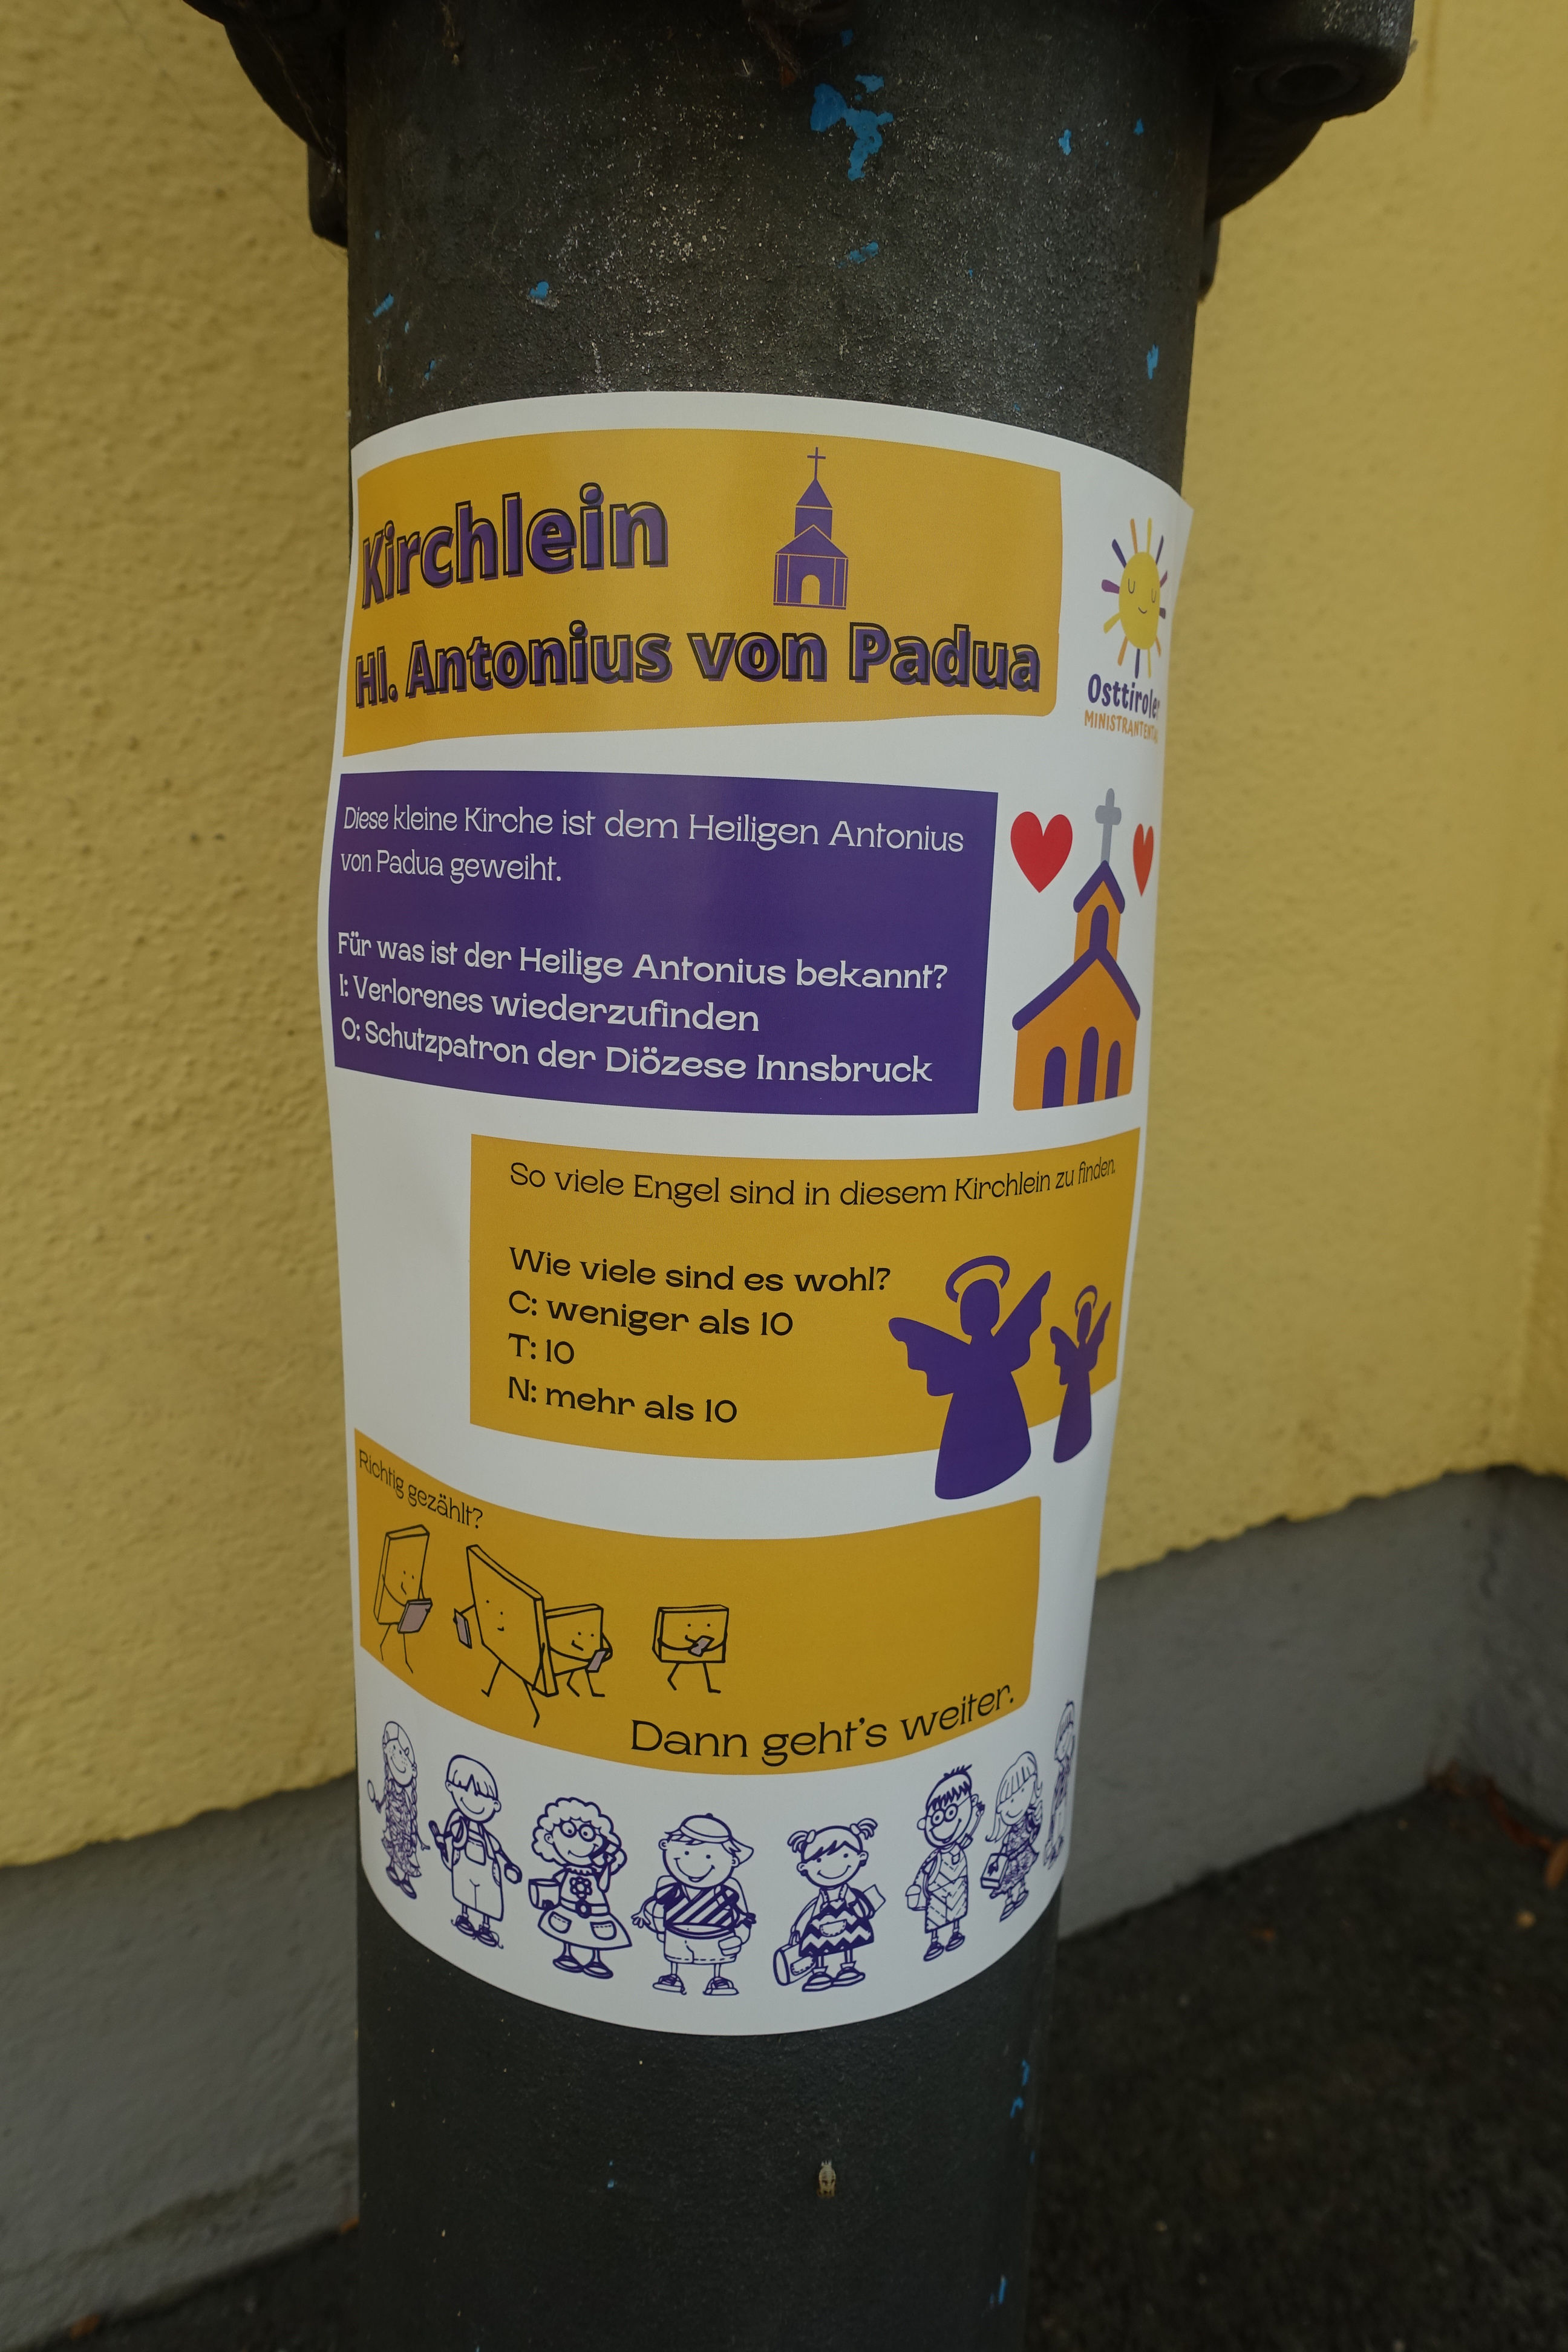 Kirchlein
Hl. Antonius von Padua
Osttiroler
Diese kleine Kirche ist dem Heiligen Antonius
von Padua geweiht.
Für was ist der Heilige Antonius bekannt?
I: Verlorenes wiederzufinden
O: Schutzpatron der Diözese Innsbruck
So viele Engel sind in diesem Kirchlein zu finden.
Wie viele sind es wohl?
C: weniger als 10
T: 10
N: mehr als 10
Richtig gezählt?
Dann geht's weiter.